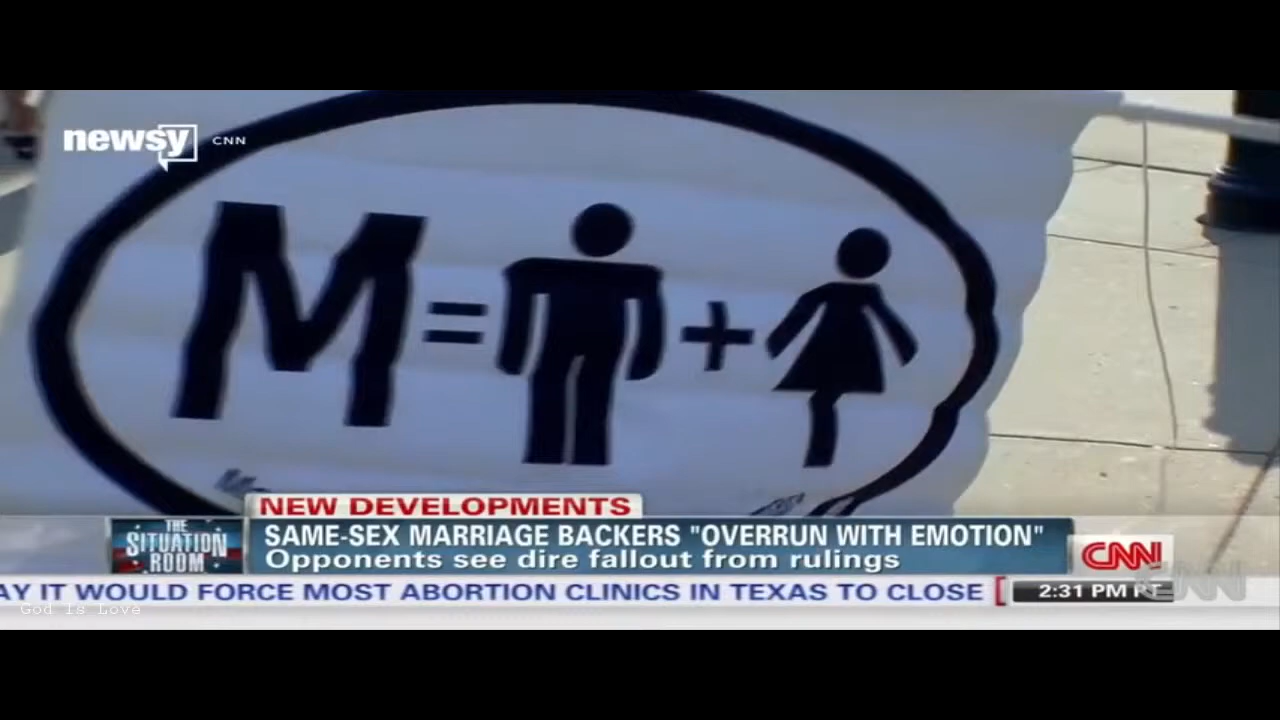 newsy CNN
M = +
NEW DEVELOPMENTS
SAME-SEX MARRIAGE BACKERS "OVERRUN WITH EMOTION"
Opponents see dire fallout from rulings
THE
SITUATION
ROOM
CNN
CNN
AY IT WOULD FORCE MOST ABORTION CLINICS IN TEXAS TO CLOSE
2:31 PM PT
God Is Love